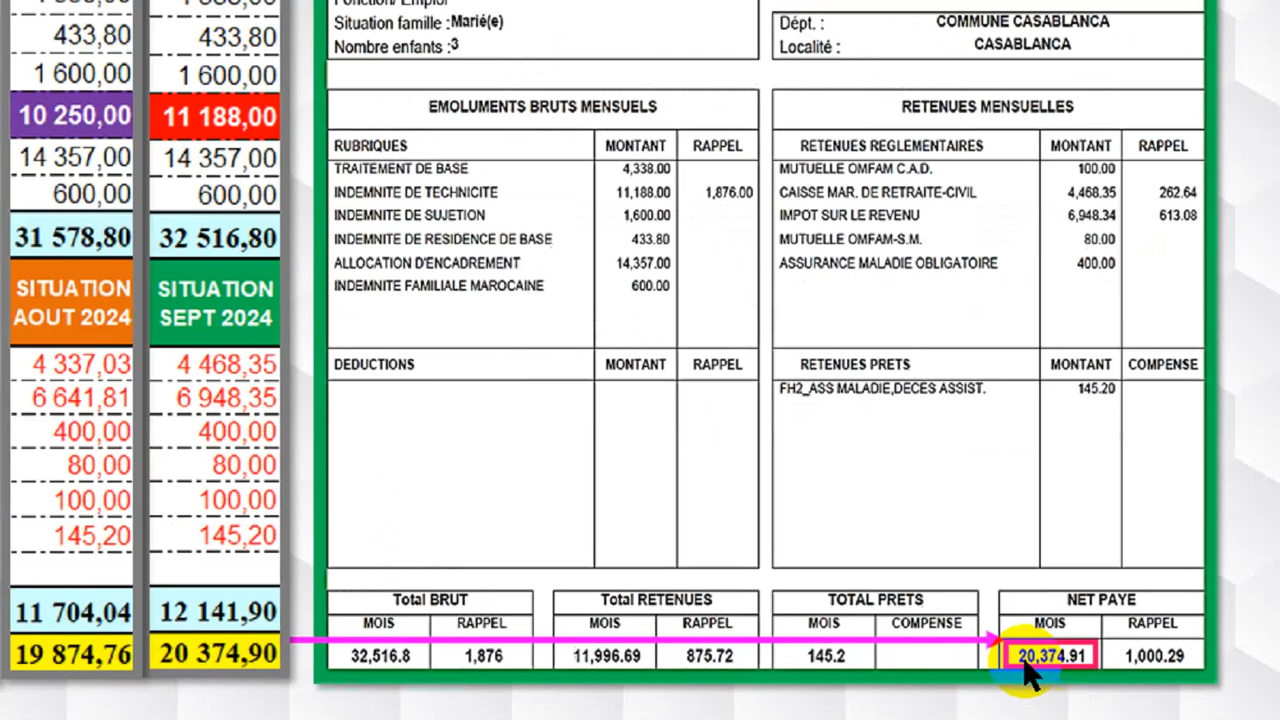 433,80 433,80
1 600,00 1 600,00
10 250,00 11 188,00
14 357,00 14 357,00
600,00 600,00
31 578,80 32 516,80
SITUATION SITUATION
AOUT 2024 SEPT 2024
4 337,03 4 468,35
6 641,81 6 948,35
400,00 400,00
80,00 80,00
100,00 100,00
145,20 145,20
11 704,04 12 141,90
19 874,76 20 374,90
Fonction/ Emploi
Situation famille : Marié(e)
Nombre enfants : 3
Dépt. : COMMUNE CASABLANCA
Localité : CASABLANCA
EMOLUMENTS BRUTS MENSUELS
RUBRIQUES MONTANT RAPPEL
TRAITEMENT DE BASE 4,338.00
INDEMNITE DE TECHNICITE 11,188.00 1,876.00
INDEMNITE DE SUJETION 1,600.00
INDEMNITE DE RESIDENCE DE BASE 433.80
ALLOCATION D'ENCADREMENT 14,357.00
INDEMNITE FAMILIALE MAROCAINE 600.00
DEDUCTIONS MONTANT RAPPEL
RETENUES MENSUELLES
RETENUES REGLEMENTAIRES MONTANT RAPPEL
MUTUELLE OMFAM C.A.D. 100.00
CAISSE MAR. DE RETRAITE-CIVIL 4,468.35 262.64
IMPOT SUR LE REVENU 6,948.34 613.08
MUTUELLE OMFAM-S.M. 80.00
ASSURANCE MALADIE OBLIGATOIRE 400.00
RETENUES PRETS MONTANT COMPENSE
FH2_ASS MALADIE,DECES ASSIST. 145.20
Total BRUT Total RETENUES TOTAL PRETS NET PAYE
MOIS RAPPEL MOIS RAPPEL MOIS COMPENSE MOIS RAPPEL
32,516.8 1,876 11,996.69 875.72 145.2 20,374.91 1,000.29